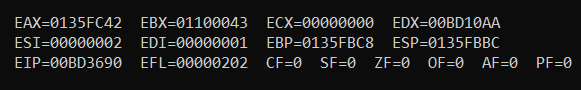 EAX=0135FC42  EBX=01100043  ECX=00000000  EDX=00BD10AA
ESI=00000002  EDI=00000001  EBP=0135FBC8  ESP=0135FBBC
EIP=00BD3690  EFL=00000202  CF=0  SF=0  ZF=0  OF=0  AF=0  PF=0